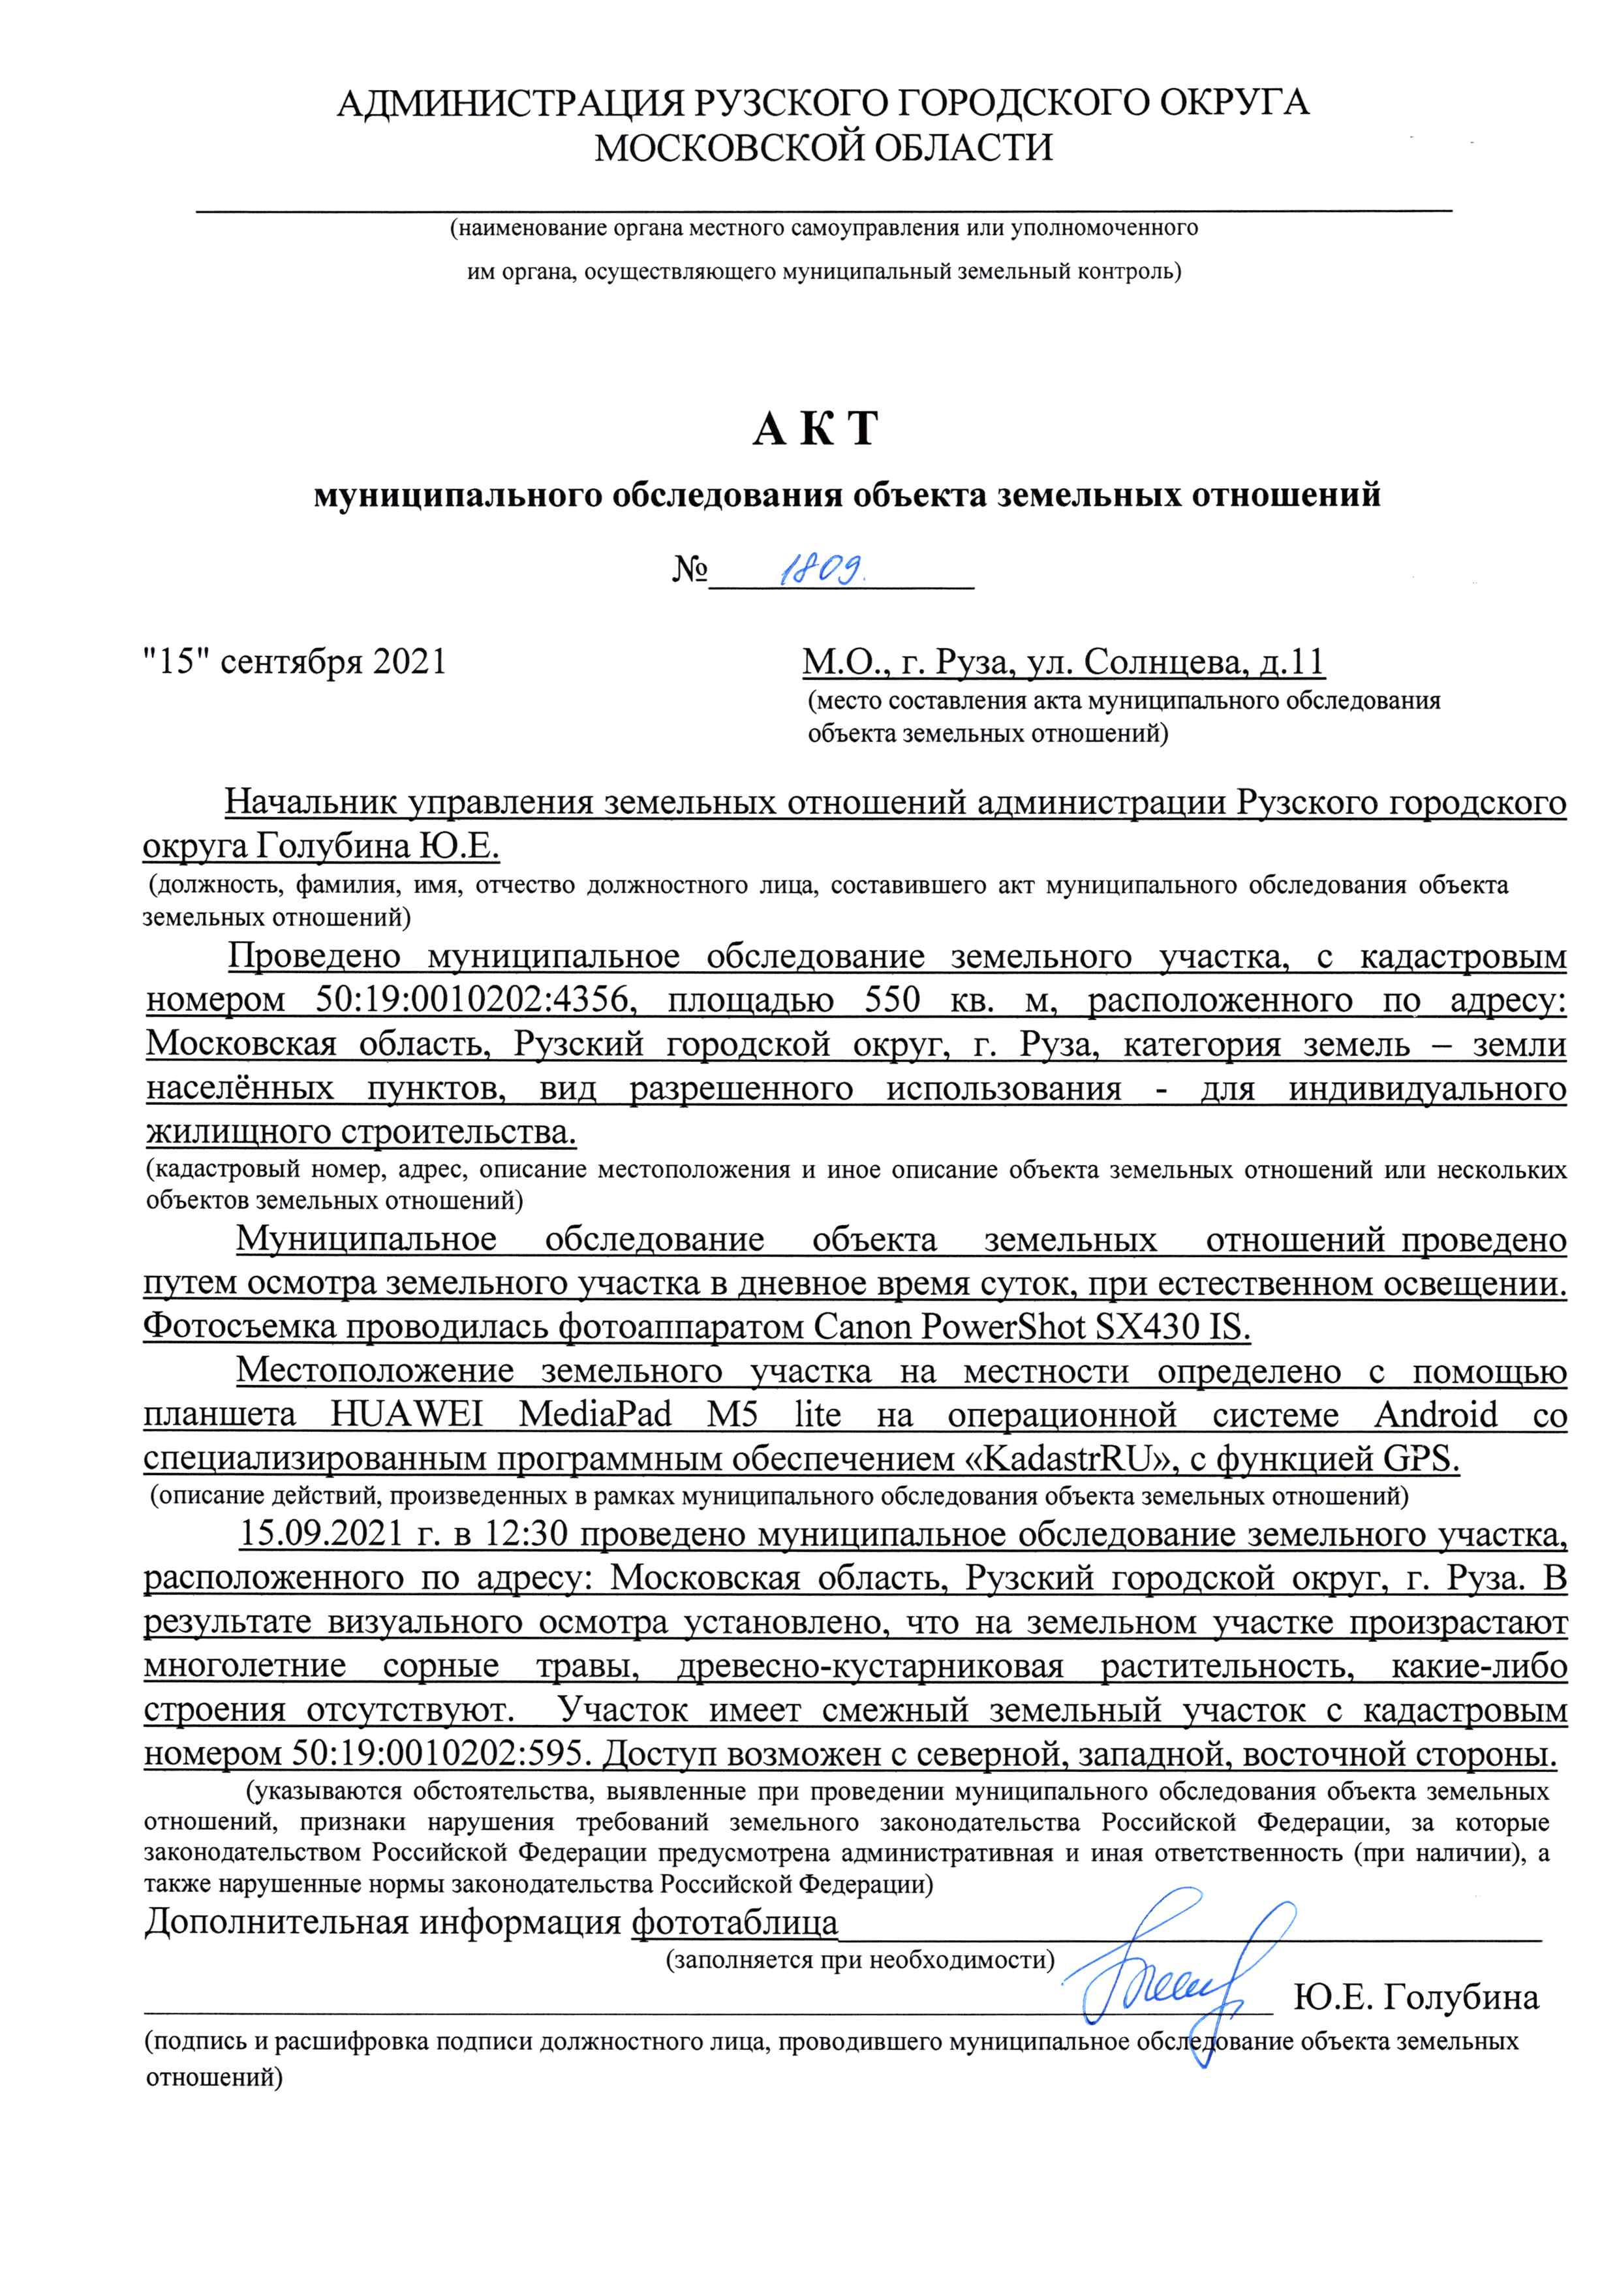 АДМИНИСТРАЦИЯ РУЗСКОГО ГОРОДСКОГО ОКРУГА
МОСКОВСКОЙ ОБЛАСТИ
(наименование органа местного самоуправления или уполномоченного
им органа, осуществляющего муниципальный земельный контроль)
А К Т
муниципального обследования объекта земельных отношений
№ 1809.
"15" сентября 2021 М.О., г. Руза, ул. Солнцева, д.11
(место составления акта муниципального обследования
объекта земельных отношений)
Начальник управления земельных отношений администрации Рузского городского
округа Голубина Ю.Е.
(должность, фамилия, имя, отчество должностного лица, составившего акт муниципального обследования объекта
земельных отношений)
Проведено муниципальное обследование земельного участка, с кадастровым
номером 50:19:0010202:4356, площадью 550 кв. м, расположенного по адресу:
Московская область, Рузский городской округ, г. Руза, категория земель – земли
населённых пунктов, вид разрешенного использования - для индивидуального
жилищного строительства.
(кадастровый номер, адрес, описание местоположения и иное описание объекта земельных отношений или нескольких
объектов земельных отношений)
Муниципальное обследование объекта земельных отношений проведено
путем осмотра земельного участка в дневное время суток, при естественном освещении.
Фотосъемка проводилась фотоаппаратом Canon PowerShot SX430 IS.
Местоположение земельного участка на местности определено с помощью
планшета HUAWEI MediaPad M5 lite на операционной системе Android со
специализированным программным обеспечением «KadastrRU», с функцией GPS.
(описание действий, произведенных в рамках муниципального обследования объекта земельных отношений)
15.09.2021 г. в 12:30 проведено муниципальное обследование земельного участка,
расположенного по адресу: Московская область, Рузский городской округ, г. Руза. В
результате визуального осмотра установлено, что на земельном участке произрастают
многолетние сорные травы, древесно-кустарниковая растительность, какие-либо
строения отсутствуют. Участок имеет смежный земельный участок с кадастровым
номером 50:19:0010202:595. Доступ возможен с северной, западной, восточной стороны.
(указываются обстоятельства, выявленные при проведении муниципального обследования объекта земельных
отношений, признаки нарушения требований земельного законодательства Российской Федерации, за которые
законодательством Российской Федерации предусмотрена административная и иная ответственность (при наличии), а
также нарушенные нормы законодательства Российской Федерации)
Дополнительная информация фототаблица
(заполняется при необходимости)
Ю.Е. Голубина
(подпись и расшифровка подписи должностного лица, проводившего муниципальное обследование объекта земельных
отношений)